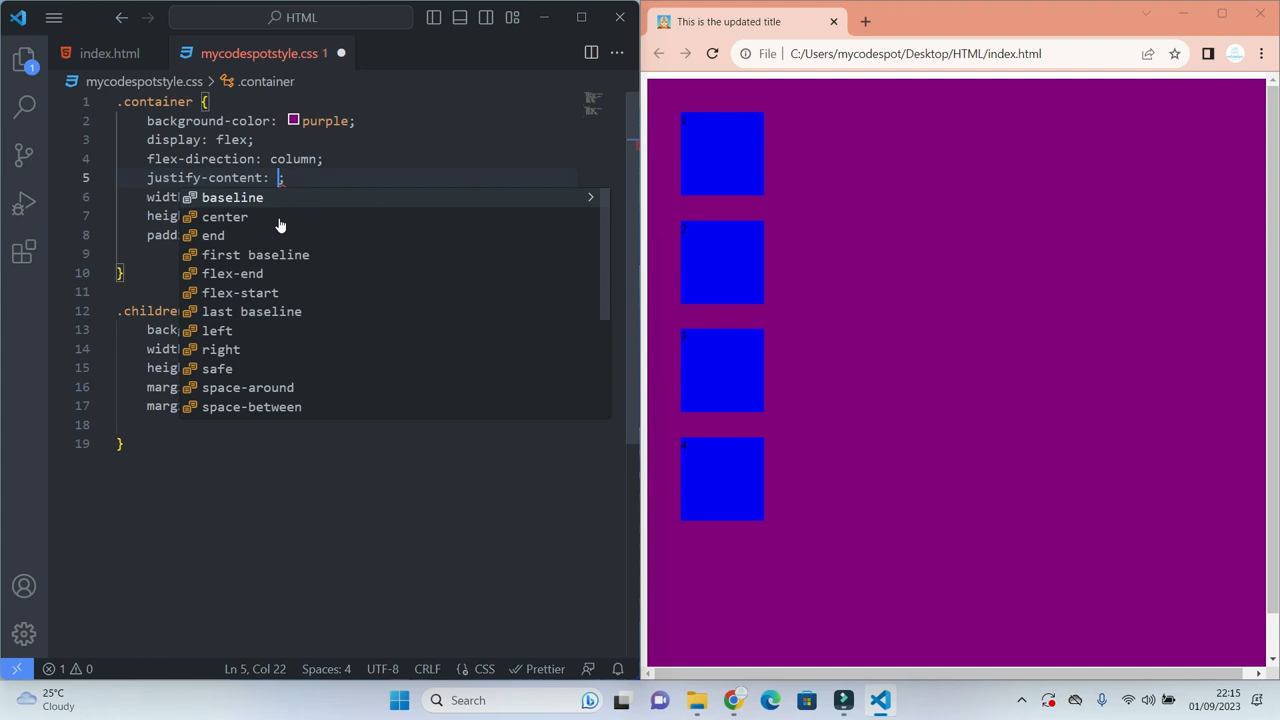 HTML
index.html
mycodespotstyle.css 1
mycodespotstyle.css > .container
1 .container {
2 background-color: purple;
3 display: flex;
4 flex-direction: column;
5 justify-content: ;
6 widt
7 heig
8 padd
9
10 }
11
12 .children
13 back
14 widt
15 heig
16 marg
17 marg
18
19 }
baseline
center
end
first baseline
flex-end
flex-start
last baseline
left
right
safe
space-around
space-between
1
1 0
Ln 5, Col 22
Spaces: 4
UTF-8
CRLF
CSS
Prettier
This is the updated title
File
C:/Users/mycodespot/Desktop/HTML/index.html
25°C
Cloudy
Search
22:15
01/09/2023